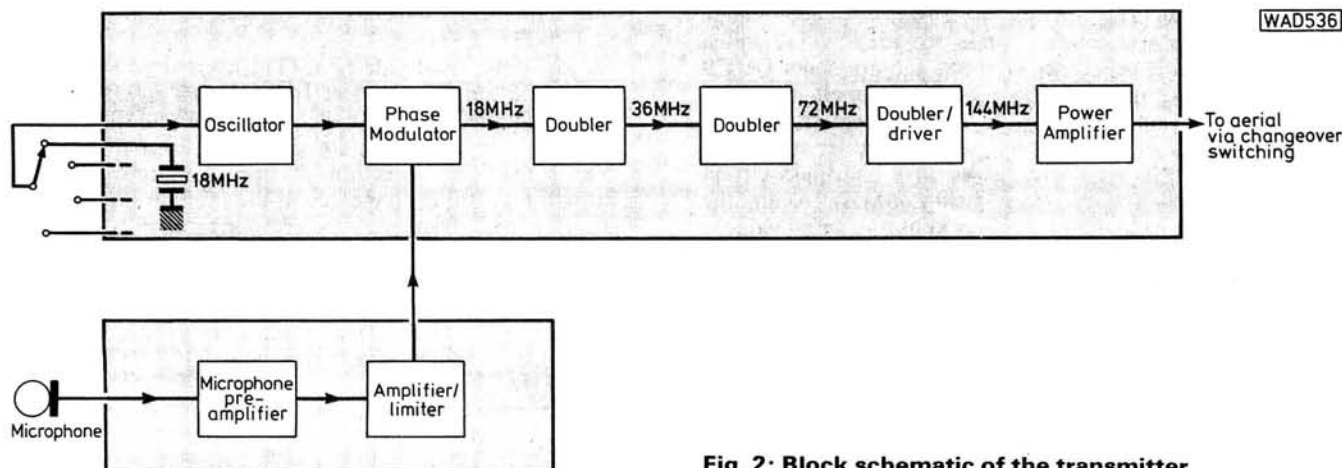 WAD536
Oscillator
Phase
Modulator
18MHz
Doubler
36MHz
Doubler
72MHz
Doubler/
driver
144MHz
Power
Amplifier
To aerial
via changeover
switching
18MHz
Microphone
Microphone
pre-
amplifier
Amplifier/
limiter
Fig. 2: Block schematic of the transmitter